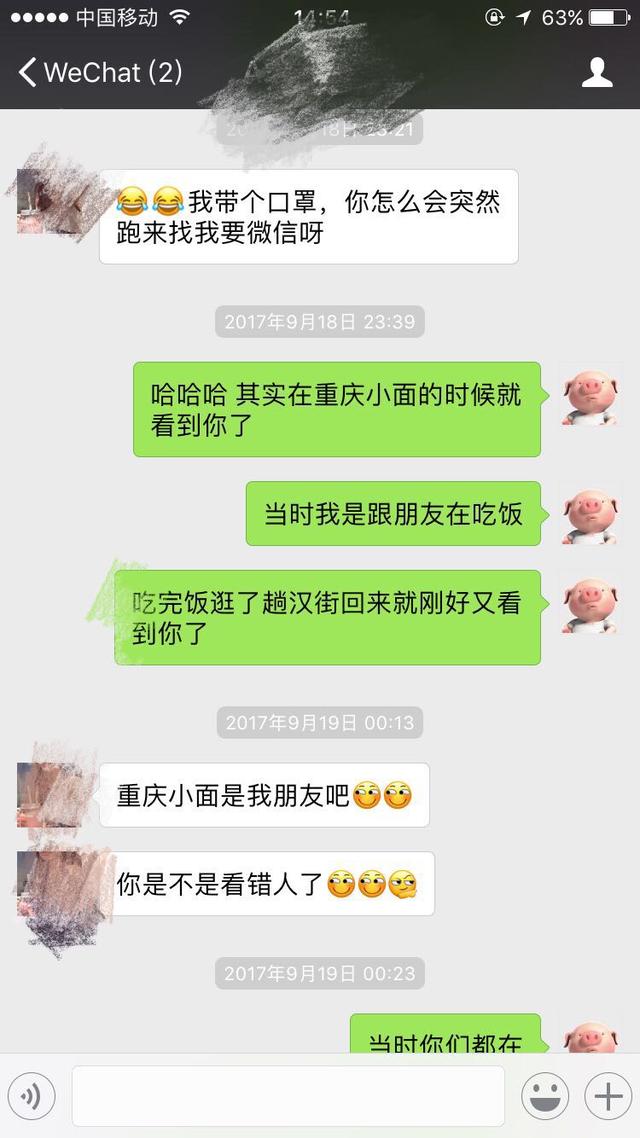 中国移动 14:54 63%
WeChat (2)
23:21
😂😂我带个口罩，你怎么会突然
跑来找我要微信呀
2017年9月18日 23:39
哈哈哈 其实在重庆小面的时候就
看到你了
当时我是跟朋友在吃饭
吃完饭逛了趟汉街回来就刚好又看
到你了
2017年9月19日 00:13
重庆小面是我朋友吧
你是不是看错人了
2017年9月19日 00:23
当时你们都在